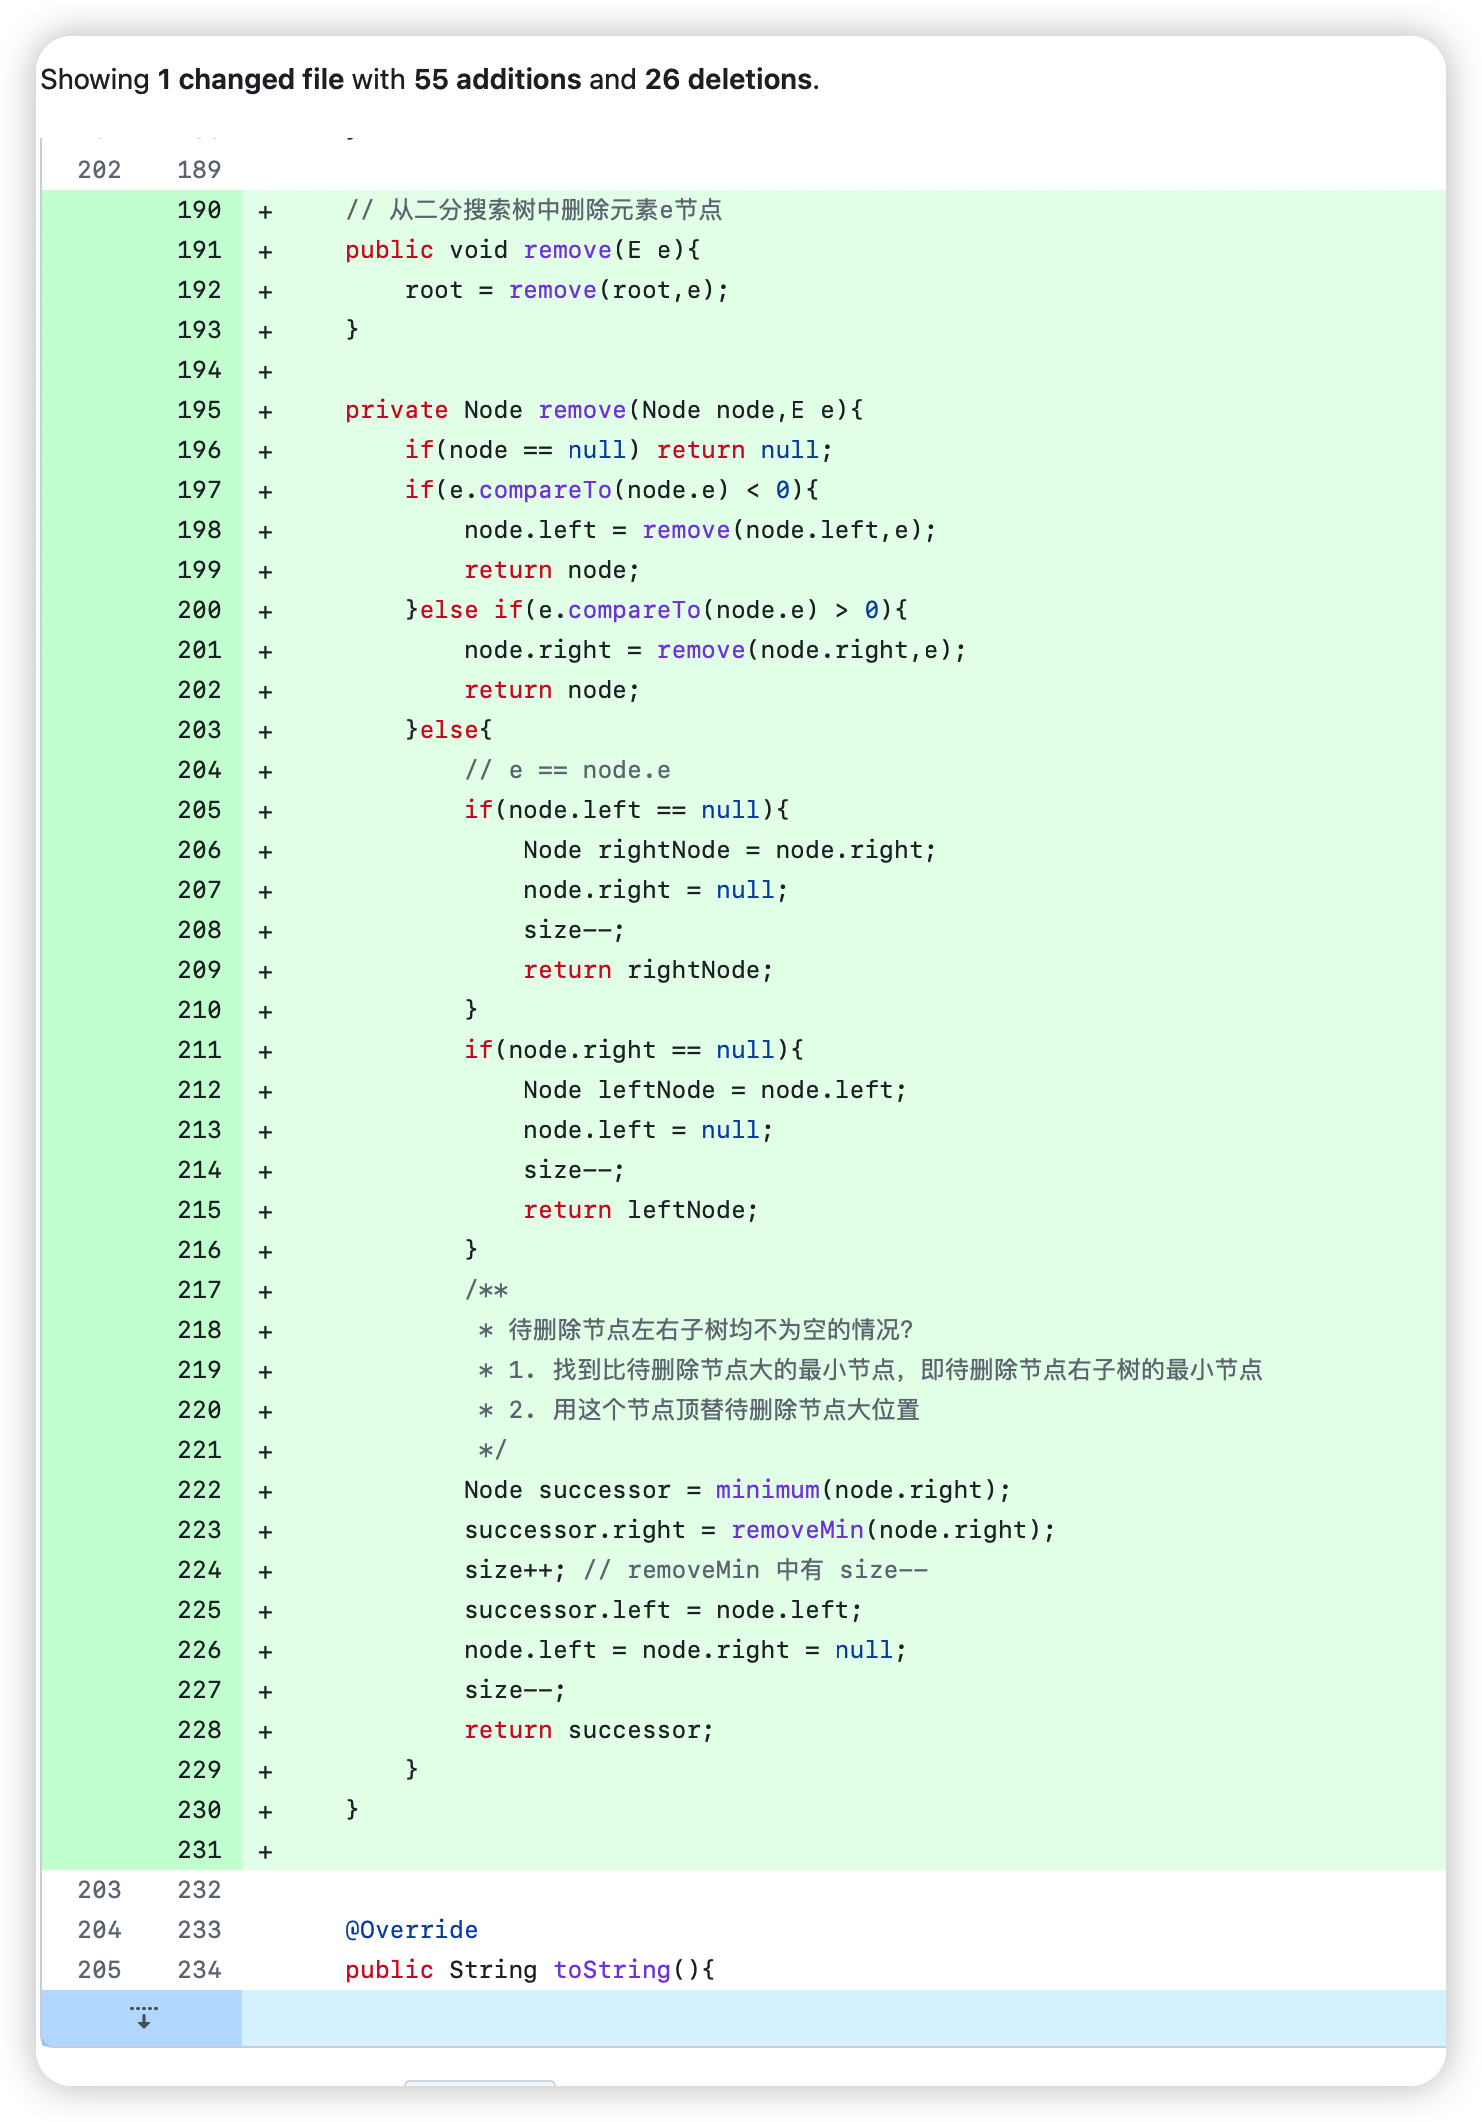 Showing 1 changed file with 55 additions and 26 deletions.
202 189
190 + // 从二分搜索树中删除元素e节点
191 + public void remove(E e){
192 + root = remove(root,e);
193 + }
194 +
195 + private Node remove(Node node,E e){
196 + if(node == null) return null;
197 + if(e.compareTo(node.e) < 0){
198 + node.left = remove(node.left,e);
199 + return node;
200 + }else if(e.compareTo(node.e) > 0){
201 + node.right = remove(node.right,e);
202 + return node;
203 + }else{
204 + // e == node.e
205 + if(node.left == null){
206 + Node rightNode = node.right;
207 + node.right = null;
208 + size--;
209 + return rightNode;
210 + }
211 + if(node.right == null){
212 + Node leftNode = node.left;
213 + node.left = null;
214 + size--;
215 + return leftNode;
216 + }
217 + /**
218 + * 待删除节点左右子树均不为空的情况?
219 + * 1. 找到比待删除节点大的最小节点，即待删除节点右子树的最小节点
220 + * 2. 用这个节点顶替待删除节点大位置
221 + */
222 + Node successor = minimum(node.right);
223 + successor.right = removeMin(node.right);
224 + size++; // removeMin 中有 size--
225 + successor.left = node.left;
226 + node.left = node.right = null;
227 + size--;
228 + return successor;
229 + }
230 + }
231 +
203 232
204 233 @Override
205 234 public String toString(){